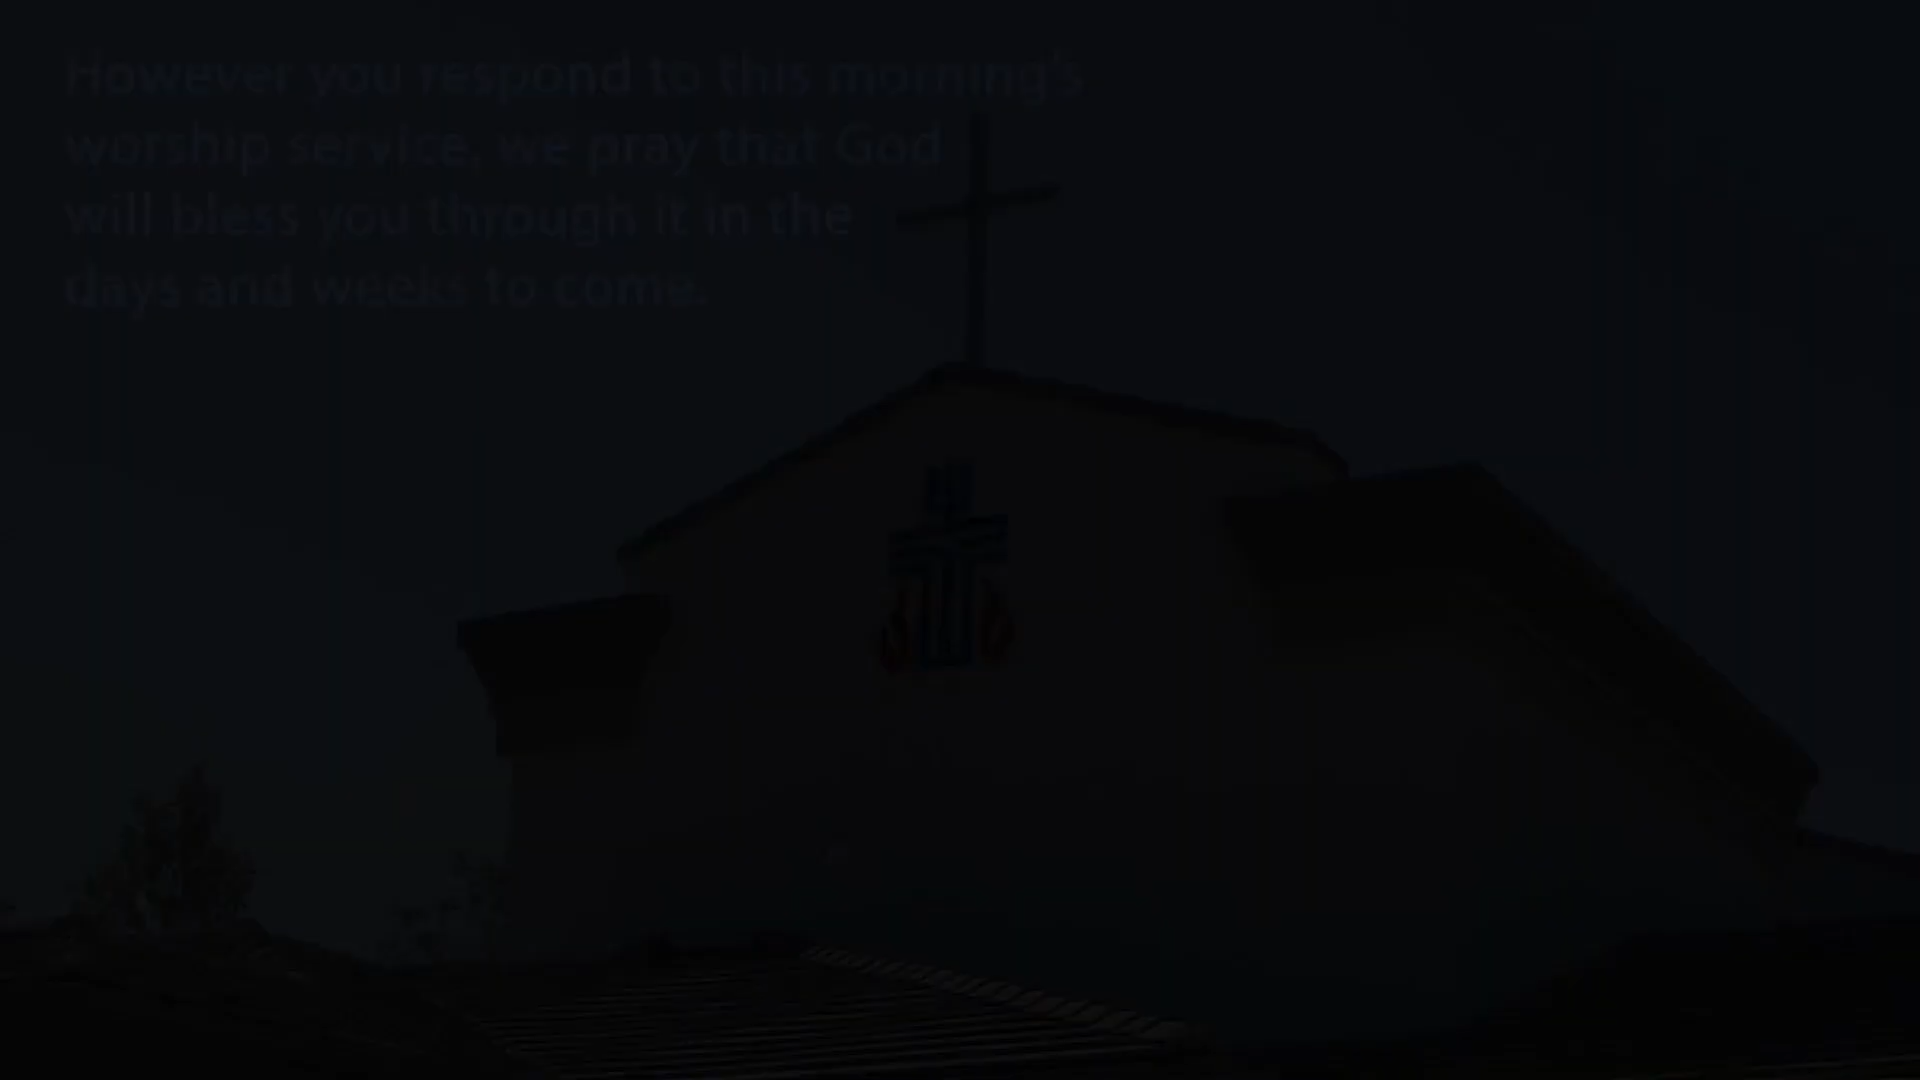 However you respond to this morning's
worship service, we pray that God
will bless you through it in the
days and weeks to come.